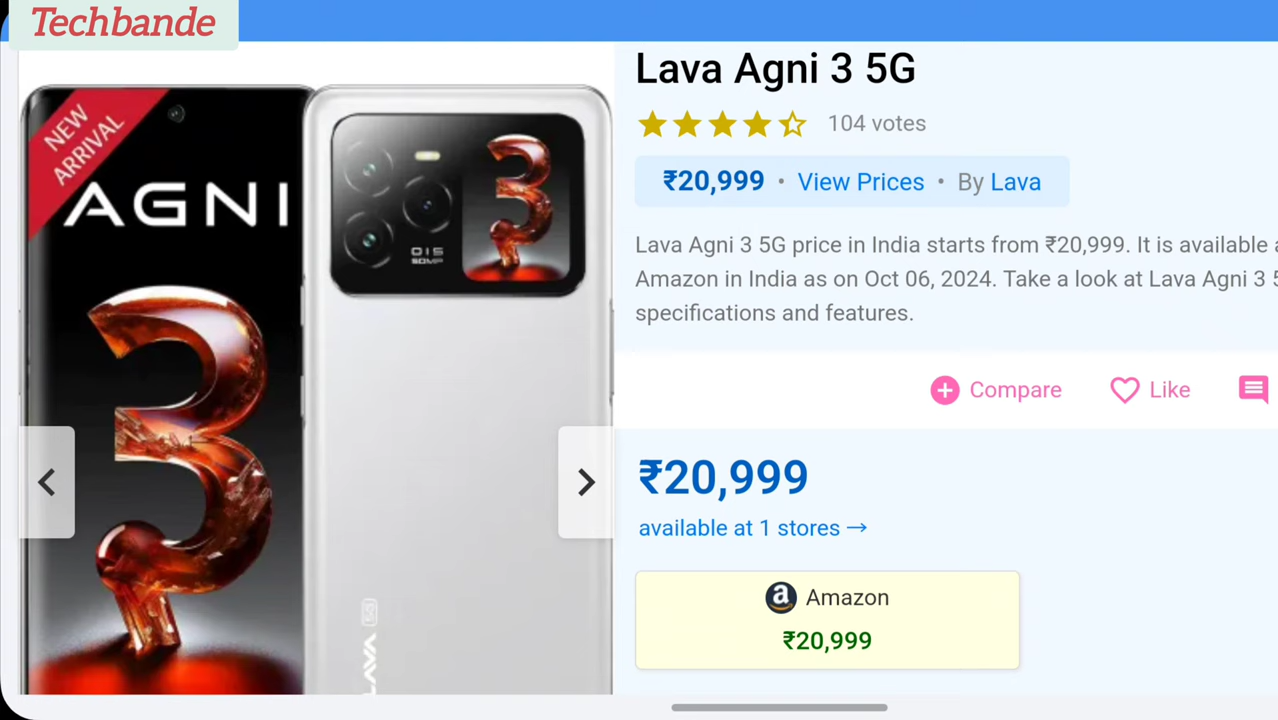 Techbande
NEW
ARRIVAL
AGNI
3
OIS
50MP
3
LAVA 5G
Lava Agni 3 5G
104 votes
₹20,999 • View Prices • By Lava
Lava Agni 3 5G price in India starts from ₹20,999. It is available
Amazon in India as on Oct 06, 2024. Take a look at Lava Agni 3
specifications and features.
Compare
Like
₹20,999
available at 1 stores →
Amazon
₹20,999